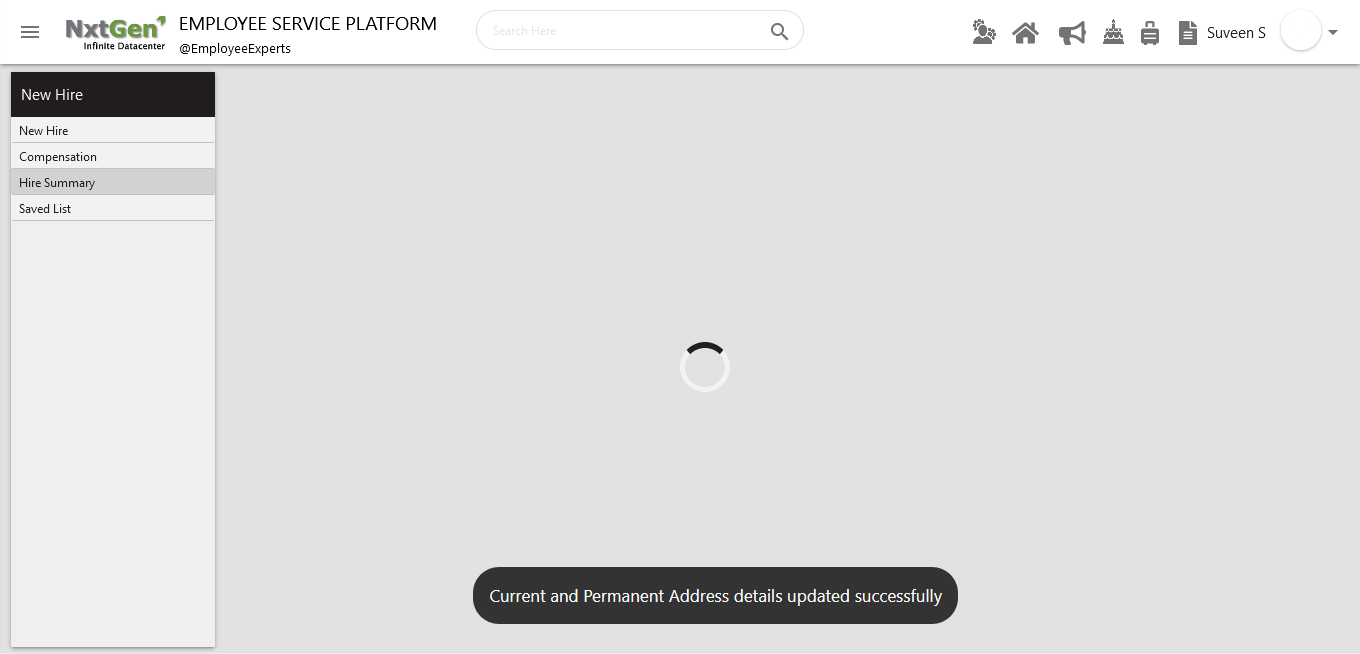 NxtGen
Infinite Datacenter
EMPLOYEE SERVICE PLATFORM
@EmployeeExperts
Search Here
Suveen S
New Hire
New Hire
Compensation
Hire Summary
Saved List
Current and Permanent Address details updated successfully